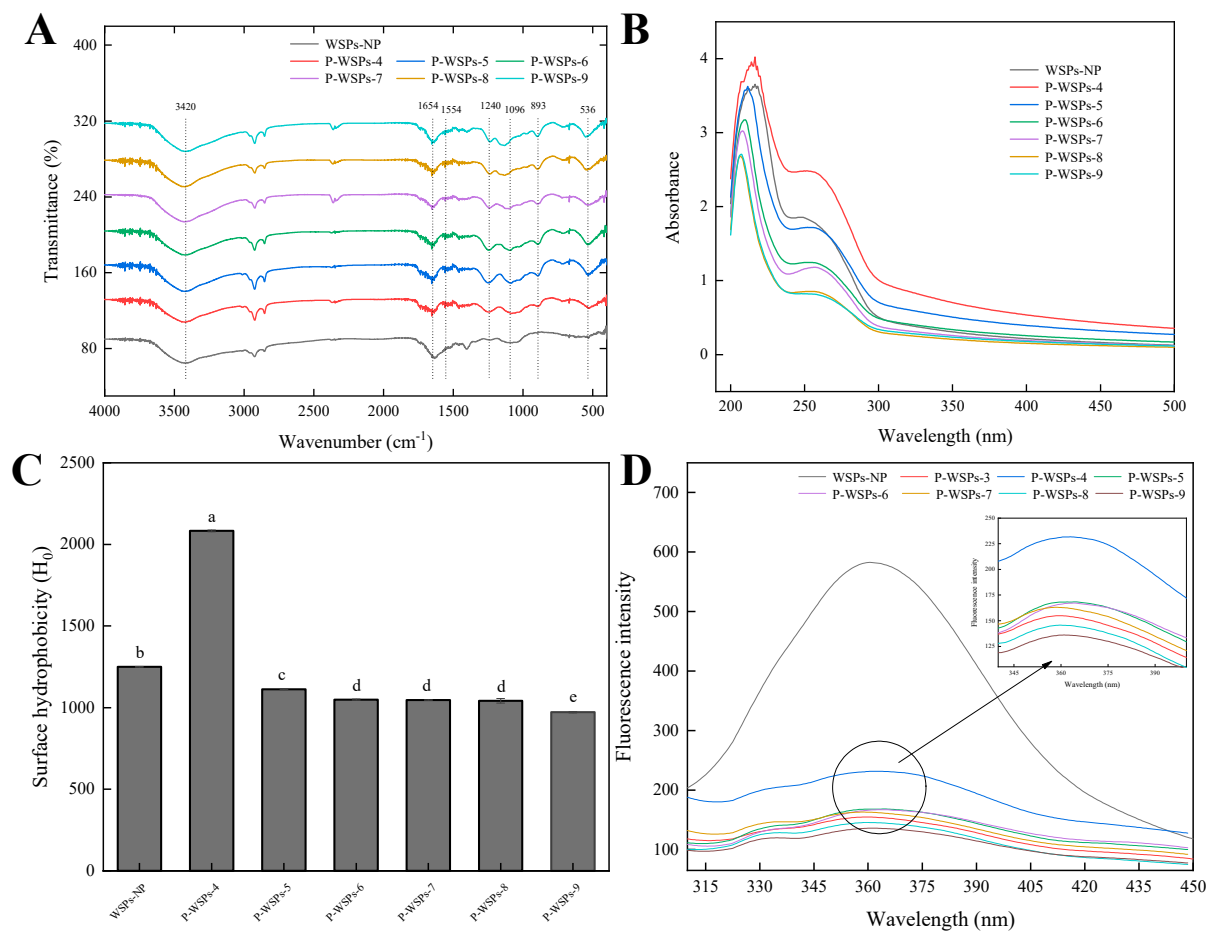 A
400
320
240
160
80
Transmittance (%)
WSPs-NP
P-WSPs-4 P-WSPs-5 P-WSPs-6
P-WSPs-7 P-WSPs-8 P-WSPs-9
3420 1654 1554 1240 1096 893 536
4000 3500 3000 2500 2000 1500 1000 500
Wavenumber (cm-1)
B
4
3
2
1
0
Absorbance
WSPs-NP
P-WSPs-4
P-WSPs-5
P-WSPs-6
P-WSPs-7
P-WSPs-8
P-WSPs-9
200 250 300 350 400 450 500
Wavelength (nm)
C
2500
2000
1500
1000
500
0
Surface hydrophobicity (H0)
b a c d d d e
WSPs-NP P-WSPs-4 P-WSPs-5 P-WSPs-6 P-WSPs-7 P-WSPs-8 P-WSPs-9
D
700
600
500
400
300
200
100
Fluorescence intensity
WSPs-NP P-WSPs-3 P-WSPs-4 P-WSPs-5
P-WSPs-6 P-WSPs-7 P-WSPs-8 P-WSPs-9
250
225
200
175
150
125
Fluorescence intensity
345 360 375 390
Wavelength (nm)
315 330 345 360 375 390 405 420 435 450
Wavelength (nm)